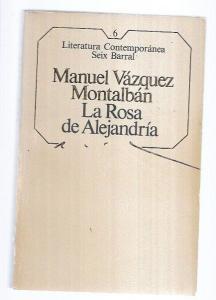 6
Literatura Contemporánea
Seix Barral
Manuel Vázquez
Montalbán
La Rosa
de Alejandría